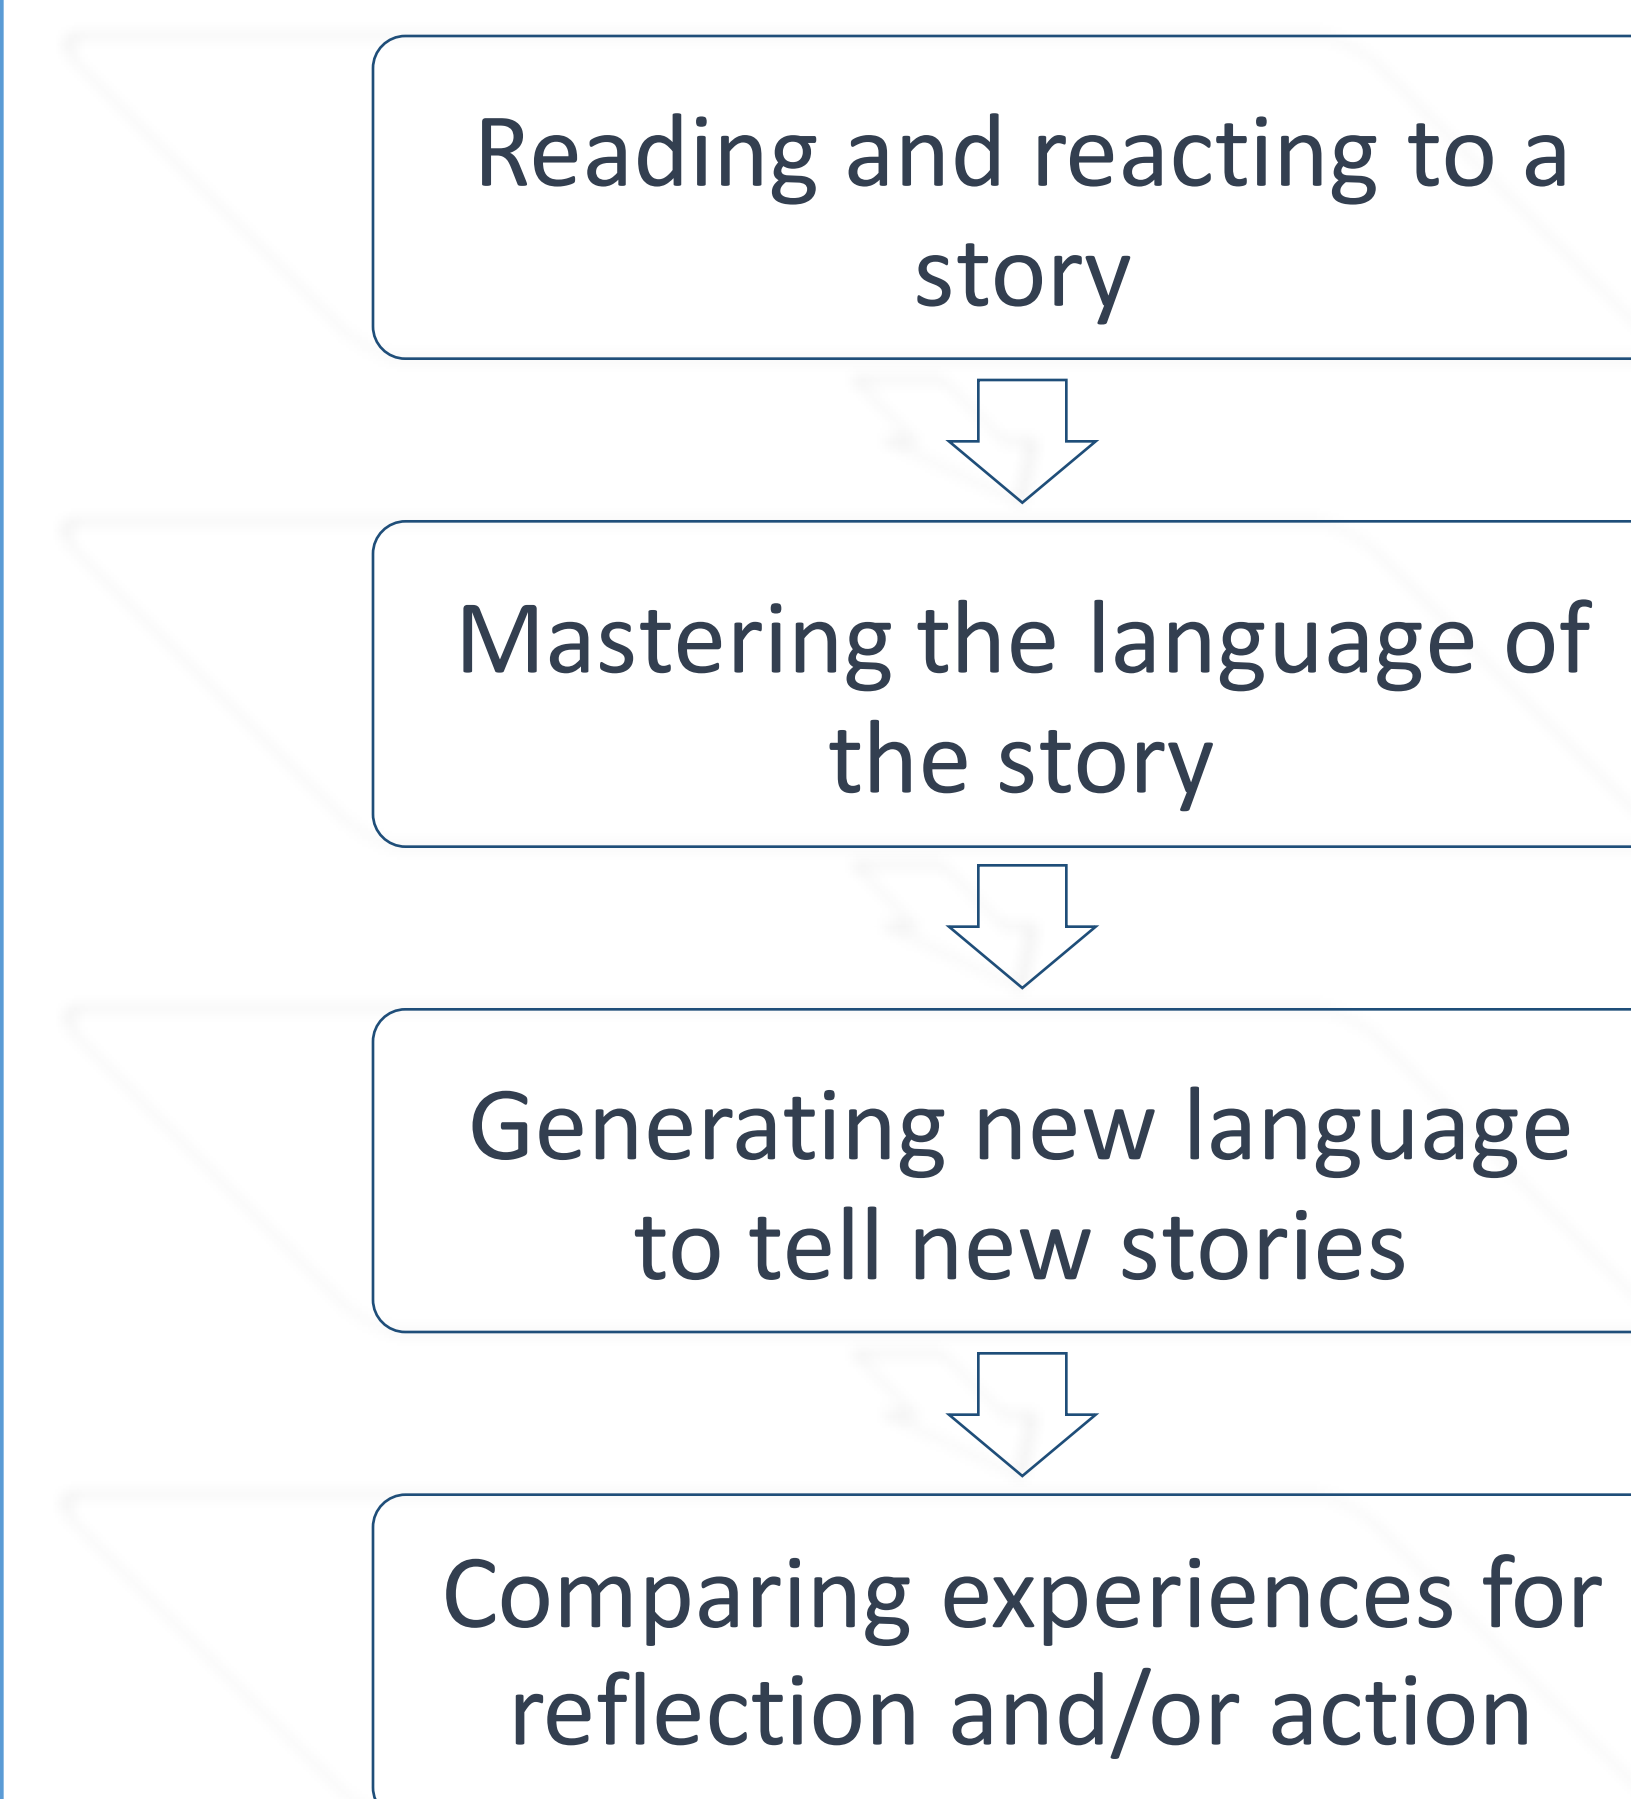 Reading and reacting to a
story
Mastering the language of
the story
Generating new language
to tell new stories
Comparing experiences for
reflection and/or action